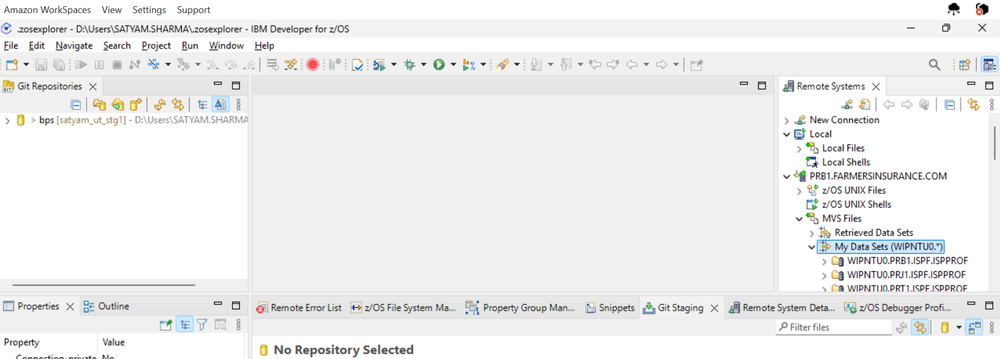 Amazon WorkSpaces View Settings Support
.zosexplorer - D:\Users\SATYAM.SHARMA\.zosexplorer - IBM Developer for z/OS
File Edit Navigate Search Project Run Window Help
Git Repositories
GIT
> bps [satyam_ut_stg1] - D:\Users\SATYAM.SHARMA
Remote Systems
New Connection
Local
Local Files
Local Shells
PRB1.FARMERSINSURANCE.COM
z/OS UNIX Files
z/OS UNIX Shells
MVS Files
Retrieved Data Sets
My Data Sets (WIPNTU0.*)
WIPNTU0.PRB1.ISPF.ISPPROF
WIPNTU0.PRJ1.ISPF.ISPPROF
WIPNTU0.PRT1.ISPF.ISPPROF
Properties Outline
Property Value
Connection-private No
Remote Error List z/OS File System Ma... Property Group Man... Snippets Git Staging Remote System Deta... z/OS Debugger Profi...
Filter files
No Repository Selected